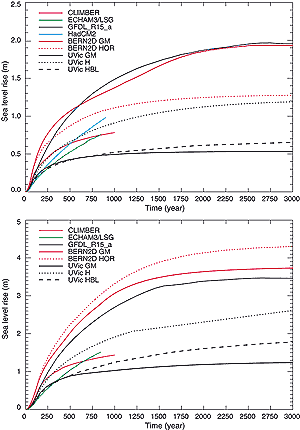 2.5
2.0
1.5
1.0
0.5
0.0
Sea level rise (m)
CLIMBER
ECHAM3/LSG
GFDL_R15_a
HadCM2
BERN2D GM
BERN2D HOR
UVic GM
UVic H
UVic HBL
0 250 500 750 1000 1250 1500 1750 2000 2250 2500 2750 3000
Time (year)
5
4
3
2
1
0
Sea level rise (m)
CLIMBER
ECHAM3/LSG
GFDL_R15_a
BERN2D GM
BERN2D HOR
UVic GM
UVic H
UVic HBL
0 250 500 750 1000 1250 1500 1750 2000 2250 2500 2750 3000
Time (year)